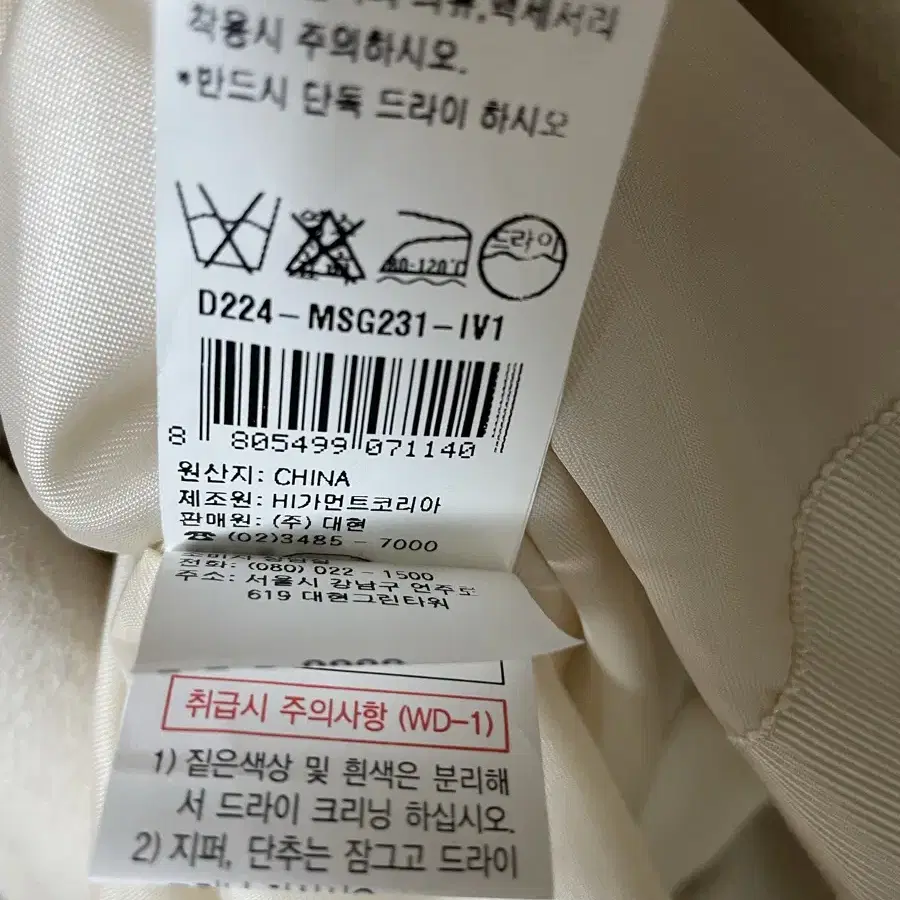 착용시 주의하시오.
*반드시 단독 드라이 하시오
80-120℃
드라이
D224-MSG231-IV1
8 805499 071140
원산지: CHINA
제조원: HI가먼트코리아
판매원: (주) 대현
☎ (02)3485-7000
전화: (080) 022-1500
주소: 서울시 강남구 언주로
619 대현그린타워
취급시 주의사항 (WD-1)
1) 짙은색상 및 흰색은 분리해
서 드라이 크리닝 하십시오.
2) 지퍼, 단추는 잠그고 드라이